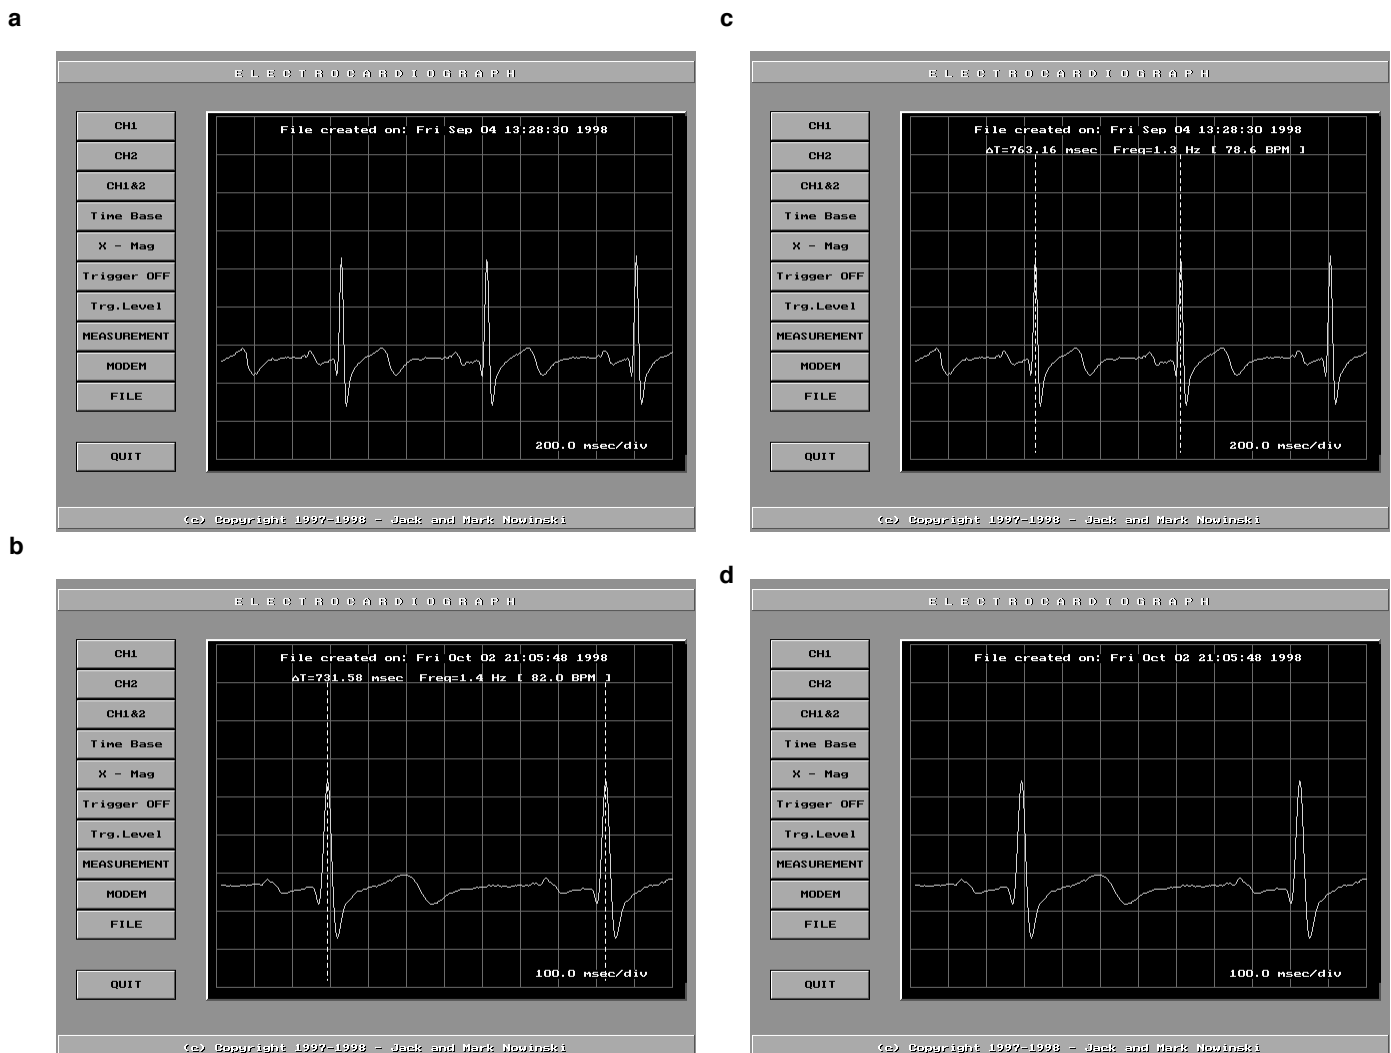 a
E L E C T R O C A R D I O G R A P H
CH1
CH2
CH1&2
Time Base
X - Mag
Trigger OFF
Trg.Level
MEASUREMENT
MODEM
FILE
QUIT
File created on: Fri Sep 04 13:28:30 1998
200.0 msec/div
(c) Copyright 1997-1998 - Jack and Mark Nowinski
b
E L E C T R O C A R D I O G R A P H
CH1
CH2
CH1&2
Time Base
X - Mag
Trigger OFF
Trg.Level
MEASUREMENT
MODEM
FILE
QUIT
File created on: Fri Oct 02 21:05:48 1998
ΔT=731.58 msec Freq=1.4 Hz [ 82.0 BPM ]
100.0 msec/div
(c) Copyright 1997-1998 - Jack and Mark Nowinski
c
E L E C T R O C A R D I O G R A P H
CH1
CH2
CH1&2
Time Base
X - Mag
Trigger OFF
Trg.Level
MEASUREMENT
MODEM
FILE
QUIT
File created on: Fri Sep 04 13:28:30 1998
ΔT=763.16 msec Freq=1.3 Hz [ 78.6 BPM ]
200.0 msec/div
(c) Copyright 1997-1998 - Jack and Mark Nowinski
d
E L E C T R O C A R D I O G R A P H
CH1
CH2
CH1&2
Time Base
X - Mag
Trigger OFF
Trg.Level
MEASUREMENT
MODEM
FILE
QUIT
File created on: Fri Oct 02 21:05:48 1998
100.0 msec/div
(c) Copyright 1997-1998 - Jack and Mark Nowinski